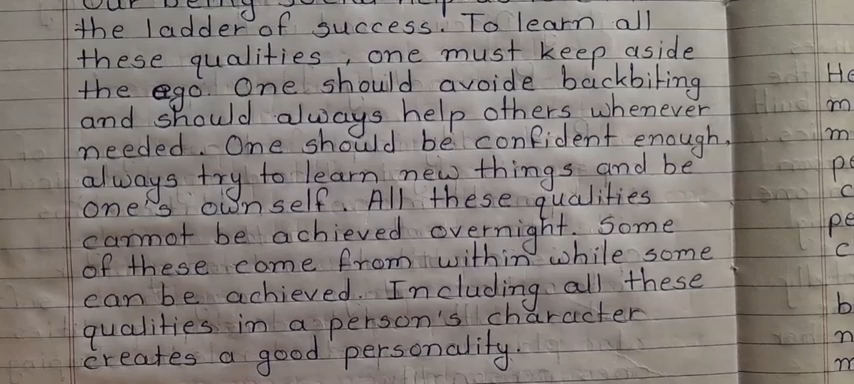 the ladder of success. To learn all
these qualities, one must keep aside
the ego. One should avoide backbiting
and should always help others whenever
needed. One should be confident enough,
always try to learn new things and be
one's ownself. All these qualities
cannot be achieved overnight. Some
of these come from within while some
can be achieved. Including all these
qualities in a person's character
creates a good personality.
He
m
m
pe
c
pe
c
b
n
m